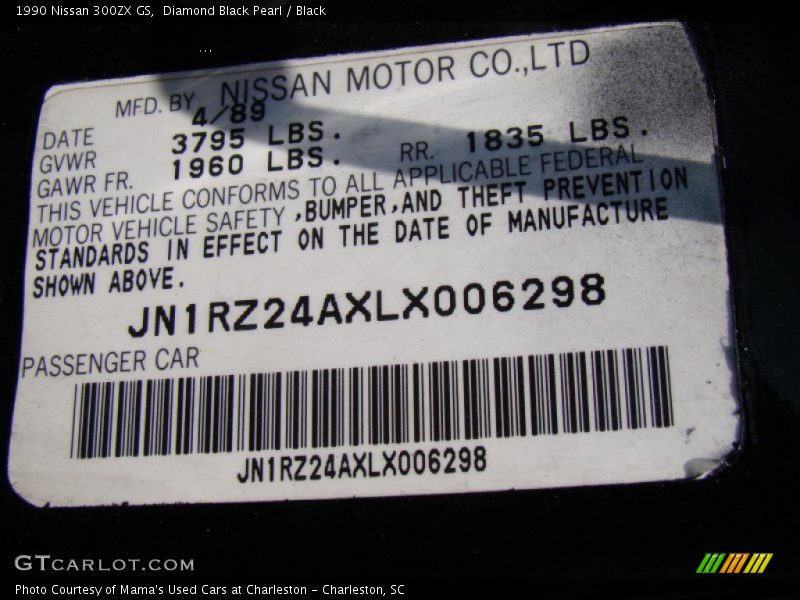 1990 Nissan 300ZX GS,  Diamond Black Pearl / Black
MFD. BY NISSAN MOTOR CO.,LTD
DATE 4/89
GVWR 3795 LBS.
GAWR FR. 1960 LBS. RR. 1835 LBS.
THIS VEHICLE CONFORMS TO ALL APPLICABLE FEDERAL
MOTOR VEHICLE SAFETY ,BUMPER,AND THEFT PREVENTION
STANDARDS IN EFFECT ON THE DATE OF MANUFACTURE
SHOWN ABOVE.
JN1RZ24AXLX006298
PASSENGER CAR
JN1RZ24AXLX006298
GTCARLOT.COM
Photo Courtesy of Mama's Used Cars at Charleston – Charleston, SC